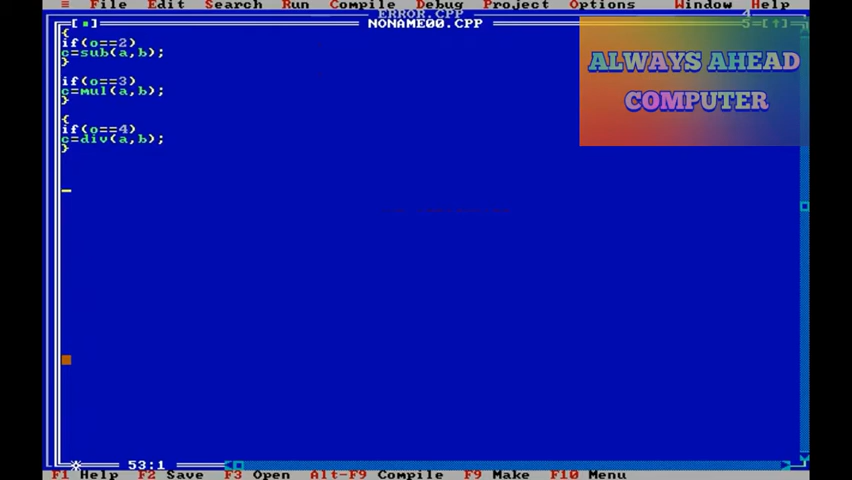 ≡ File Edit Search Run Compile Debug Project Options Window Help
ERROR.CPP 4
[▪] NONAME00.CPP 5=[↑]
{
if(o==2)
c=sub(a,b);
}
if(o==3)
c=mul(a,b);
}
{
if(o==4)
c=div(a,b);
}
ALWAYS AHEAD
COMPUTER
53:1
F1 Help F2 Save F3 Open Alt-F9 Compile F9 Make F10 Menu